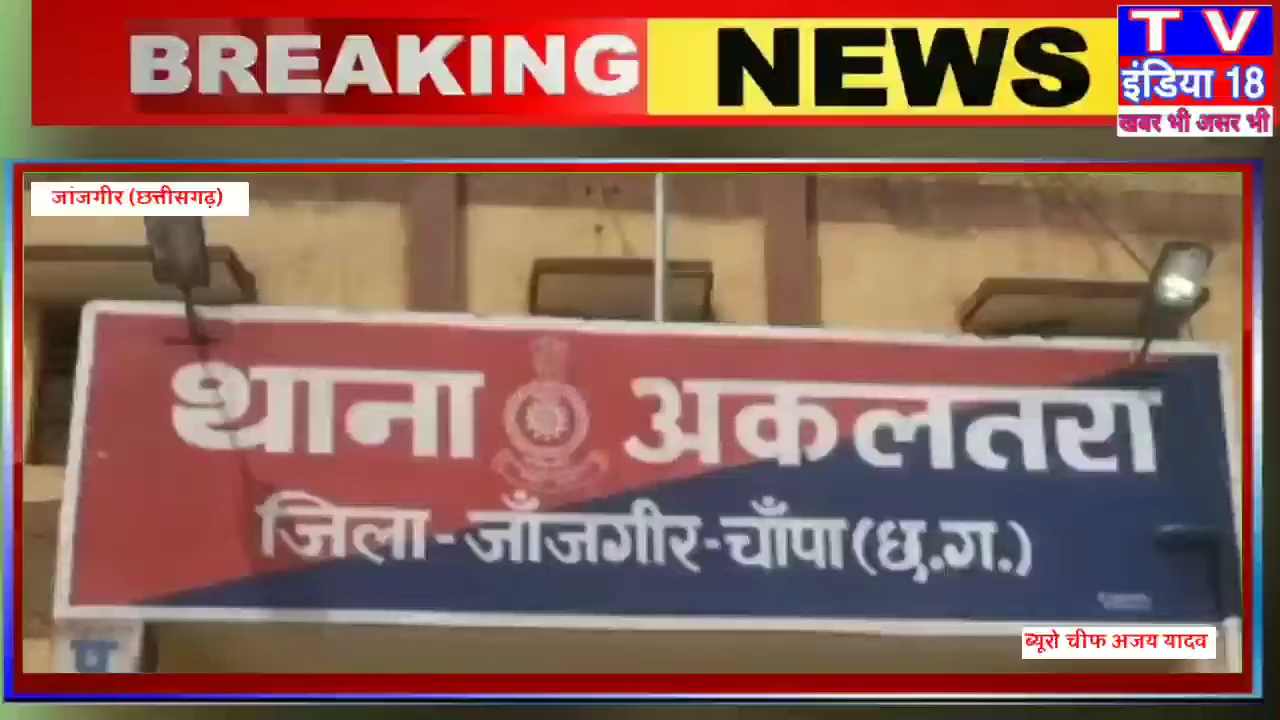 BREAKING NEWS
T V
इंडिया 18
खबर भी असर भी
जांजगीर (छत्तीसगढ़)
थाना अकलतरा
जिला-जाँजगीर-चाँपा (छ.ग.)
प
ब्यूरो चीफ अजय यादव